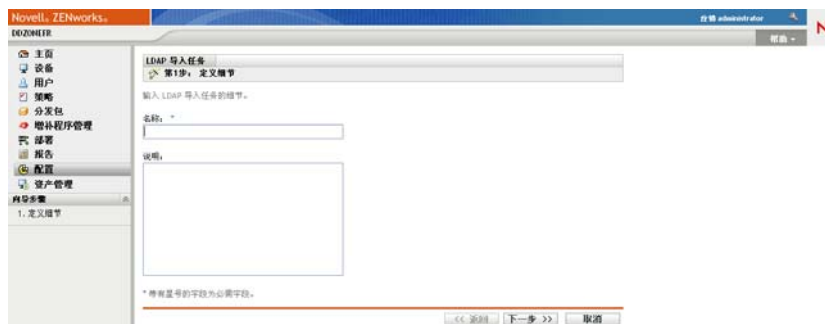 Novell® ZENworks®
登错 administrator
DDZONEFR
帮助
主页
设备
用户
策略
分发包
增补程序管理
部署
报告
配置
资产管理
向导步骤
1. 定义细节
LDAP 导入任务
第1步: 定义细节
输入 LDAP 导入任务的细节。
名称: *
说明:
* 带有星号的字段为必需字段。
<< 返回
下一步 >>
取消
N